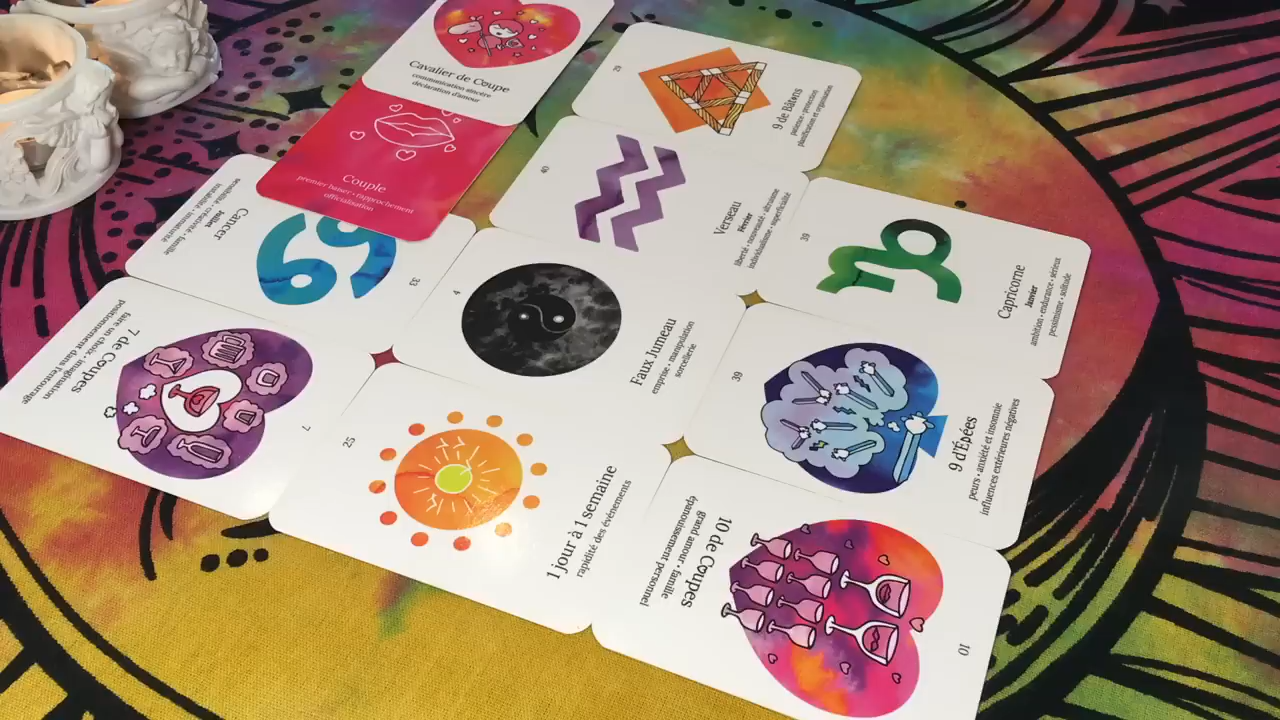 Cavalier de Coupe
communication sincère
déclaration d'amour
Couple
premier baiser • rapprochement
officialisation
25
9 de Bâtons
patience • protection
planification et organisation
40
Verseau
Février
liberté • nouveauté • altruisme
individualisme • superficialité
39
Capricorne
Janvier
ambition • endurance • sérieux
pessimisme • solitude
Cancer
Juillet
sensibilité • créativité • famille
instabilité • immaturité
33
4
Faux Jumeau
emprise • manipulation
sorcellerie
39
9 d'Épées
peurs • anxiété et insomnie
influences extérieures négatives
7 de Coupes
faire un choix • imagination
positionnement dans l'entourage
7
25
1 jour à 1 semaine
rapidité des événements
10 de Coupes
grand amour • famille
épanouissement personnel
10